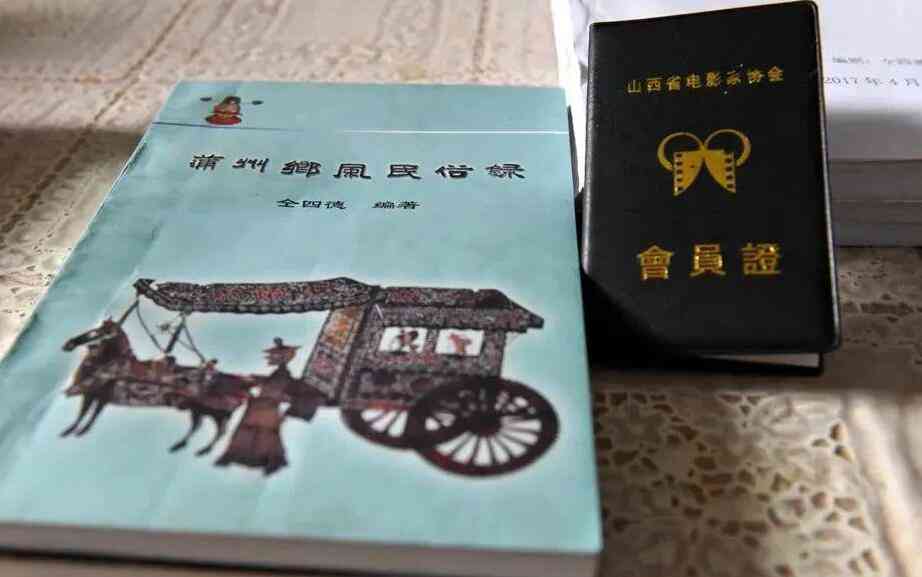 蒲州鄉風民俗錄
仝四德 編著
山西省电影家协会
會員證
2017年4月